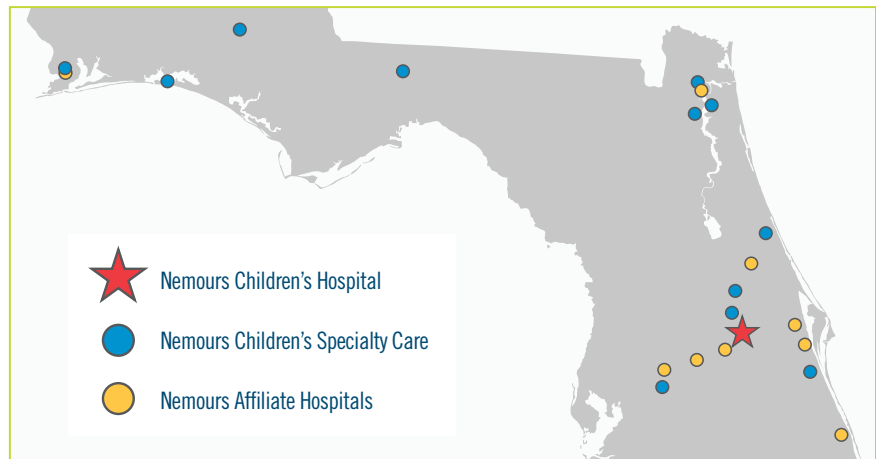 Nemours Children’s Hospital
Nemours Children’s Specialty Care
Nemours Affiliate Hospitals